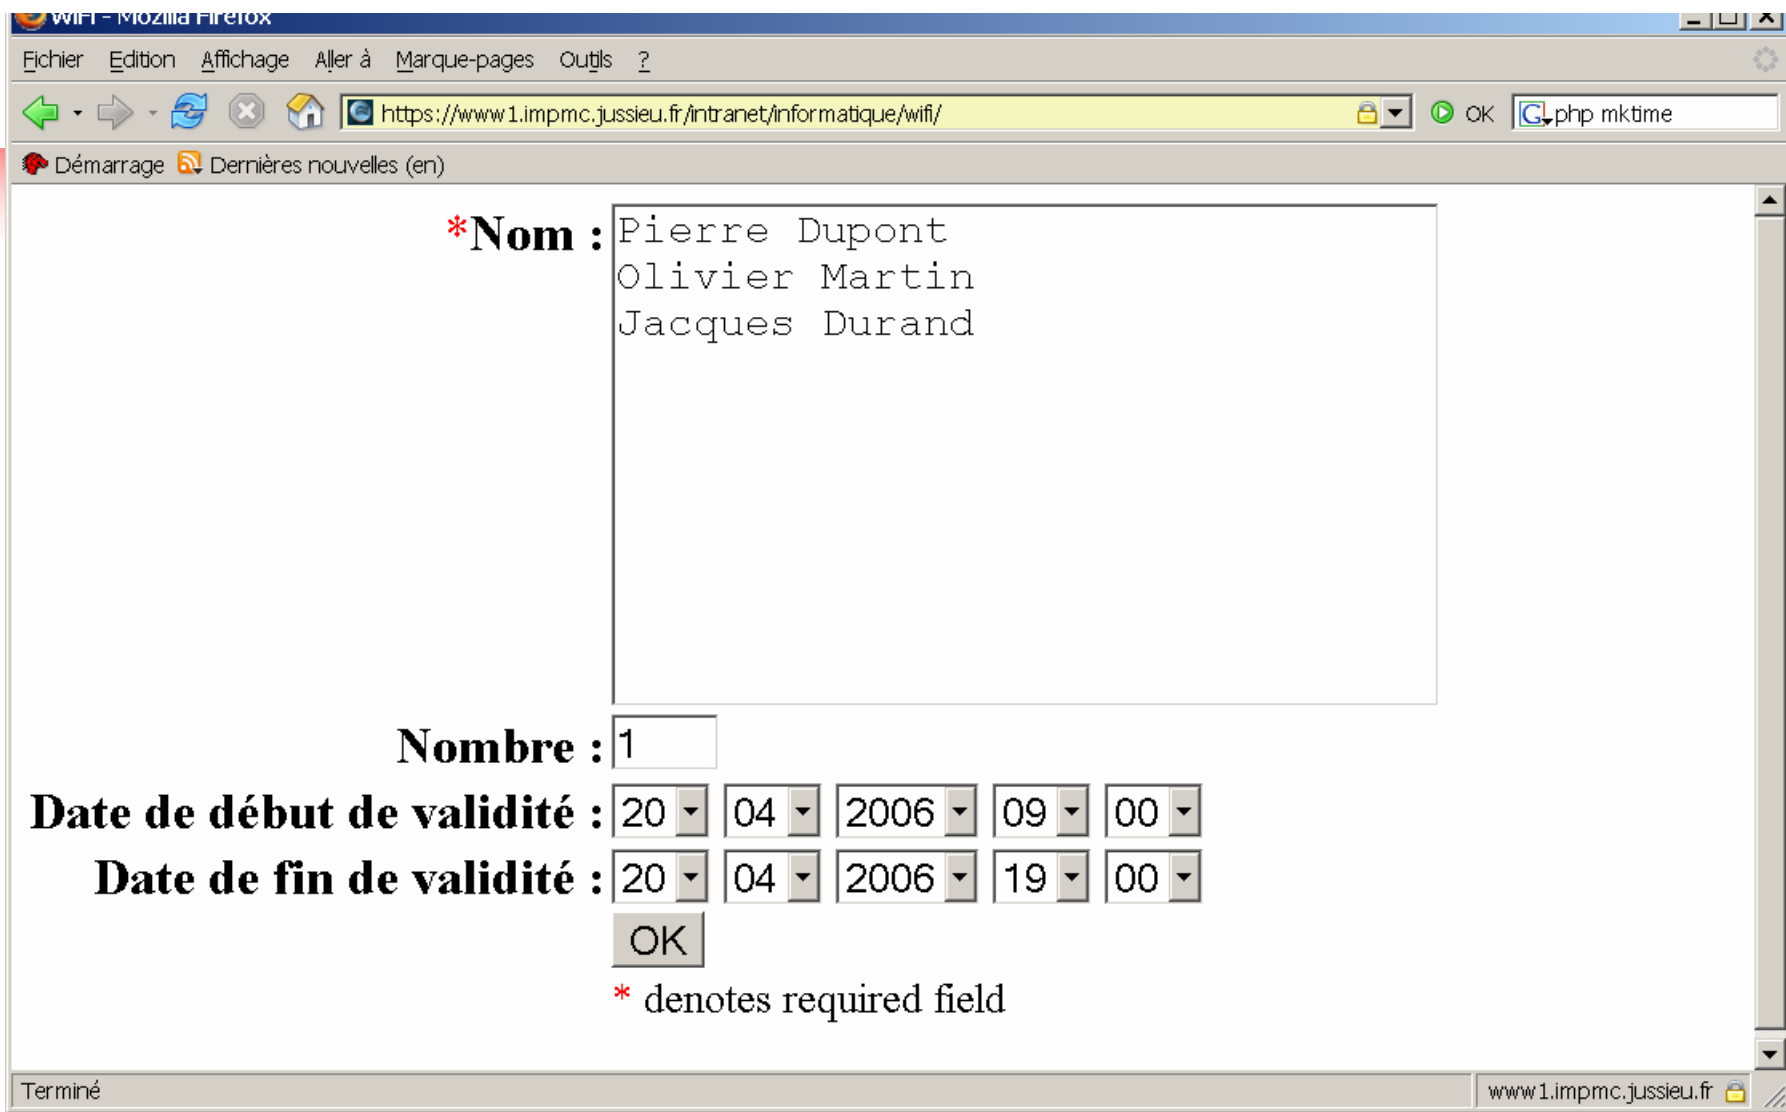 WiFi - Mozilla Firefox
Fichier Edition Affichage Aller à Marque-pages Outils ?
https://www1.impmc.jussieu.fr/intranet/informatique/wifi/ OK php mktime
Démarrage Dernières nouvelles (en)
*Nom : Pierre Dupont
Olivier Martin
Jacques Durand
Nombre : 1
Date de début de validité : 20 04 2006 09 00
Date de fin de validité : 20 04 2006 19 00
OK
* denotes required field
Terminé www1.impmc.jussieu.fr